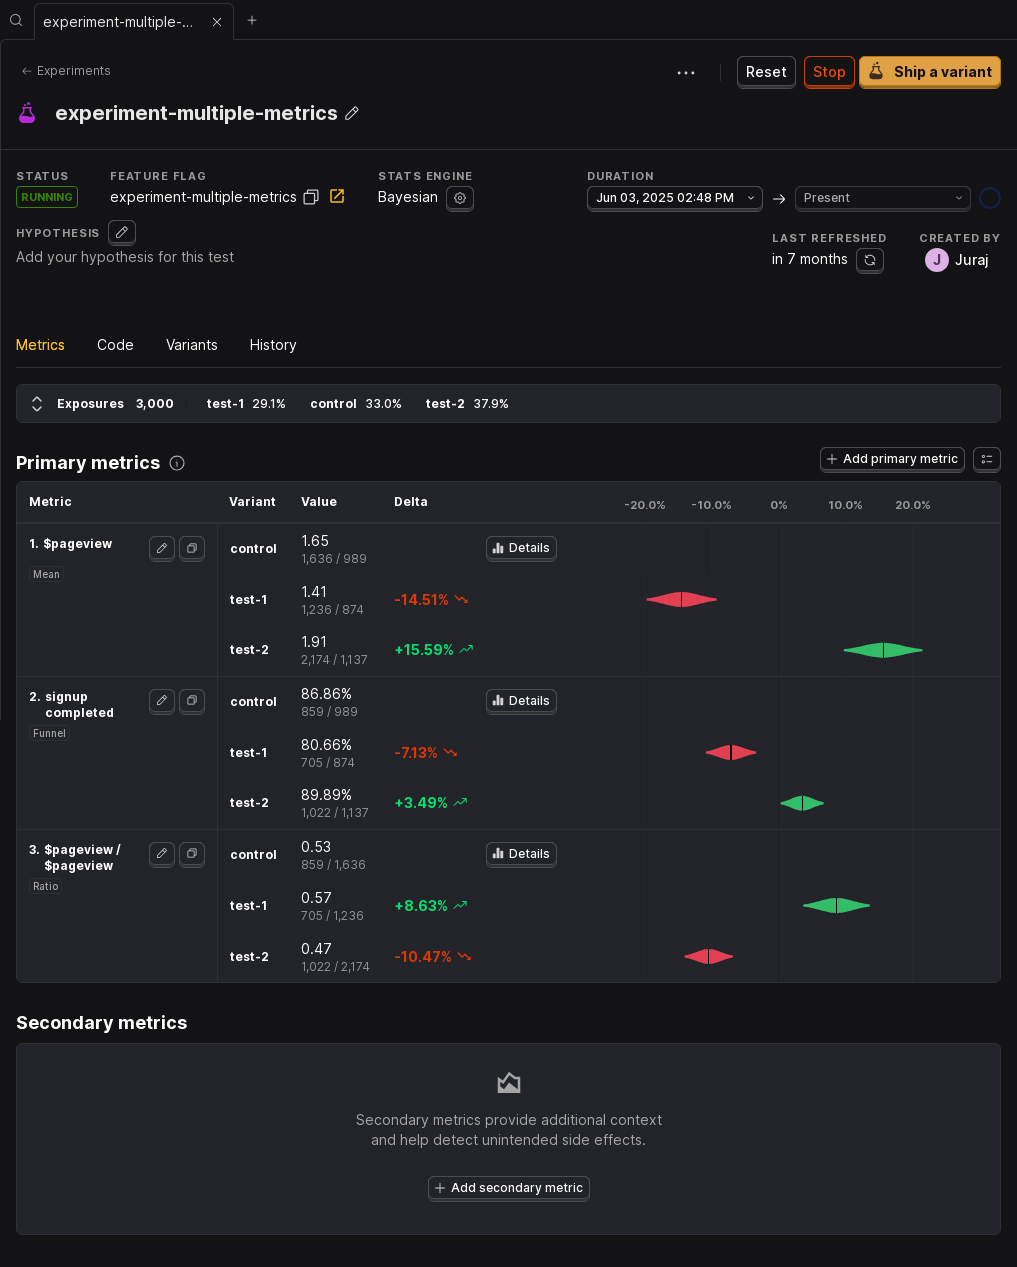 experiment-multiple-...
Experiments
Reset
Stop
Ship a variant
experiment-multiple-metrics
STATUS
FEATURE FLAG
STATS ENGINE
DURATION
RUNNING
experiment-multiple-metrics
Bayesian
Jun 03, 2025 02:48 PM
Present
HYPOTHESIS
LAST REFRESHED
CREATED BY
Add your hypothesis for this test
in 7 months
J Juraj
Metrics
Code
Variants
History
Exposures 3,000 test-1 29.1% control 33.0% test-2 37.9%
Primary metrics
Add primary metric
Metric Variant Value Delta -20.0% -10.0% 0% 10.0% 20.0%
1. $pageview
Mean
control 1.65
1,636 / 989
Details
test-1 1.41
1,236 / 874
-14.51%
test-2 1.91
2,174 / 1,137
+15.59%
2. signup
completed
Funnel
control 86.86%
859 / 989
Details
test-1 80.66%
705 / 874
-7.13%
test-2 89.89%
1,022 / 1,137
+3.49%
3. $pageview /
$pageview
Ratio
control 0.53
859 / 1,636
Details
test-1 0.57
705 / 1,236
+8.63%
test-2 0.47
1,022 / 2,174
-10.47%
Secondary metrics
Secondary metrics provide additional context
and help detect unintended side effects.
Add secondary metric